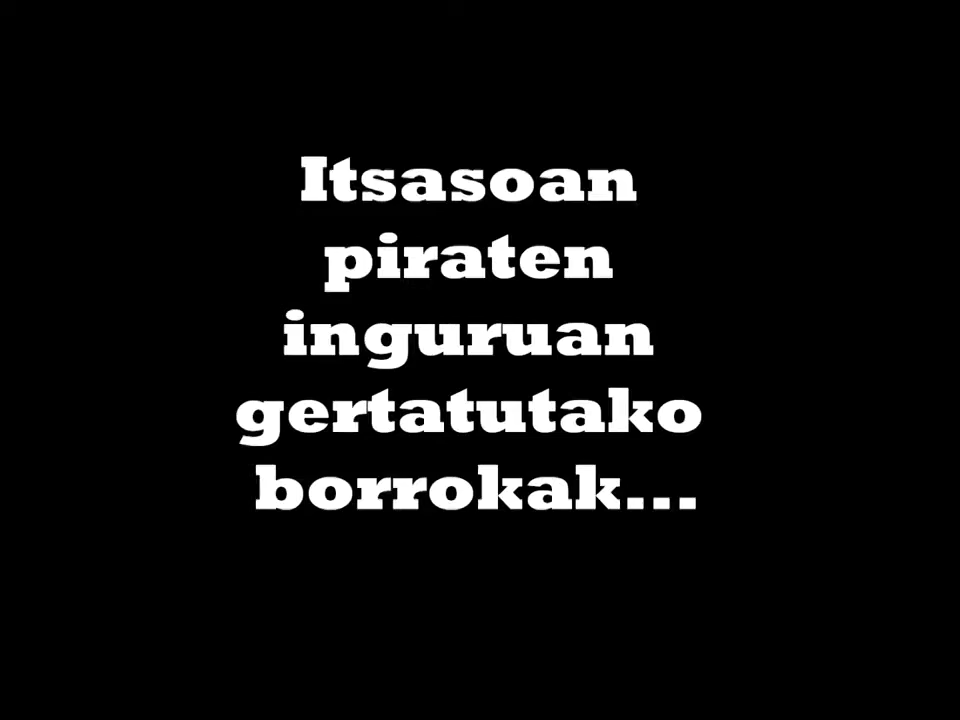 Itsasoan
piraten
inguruan
gertatutako
borrokak...